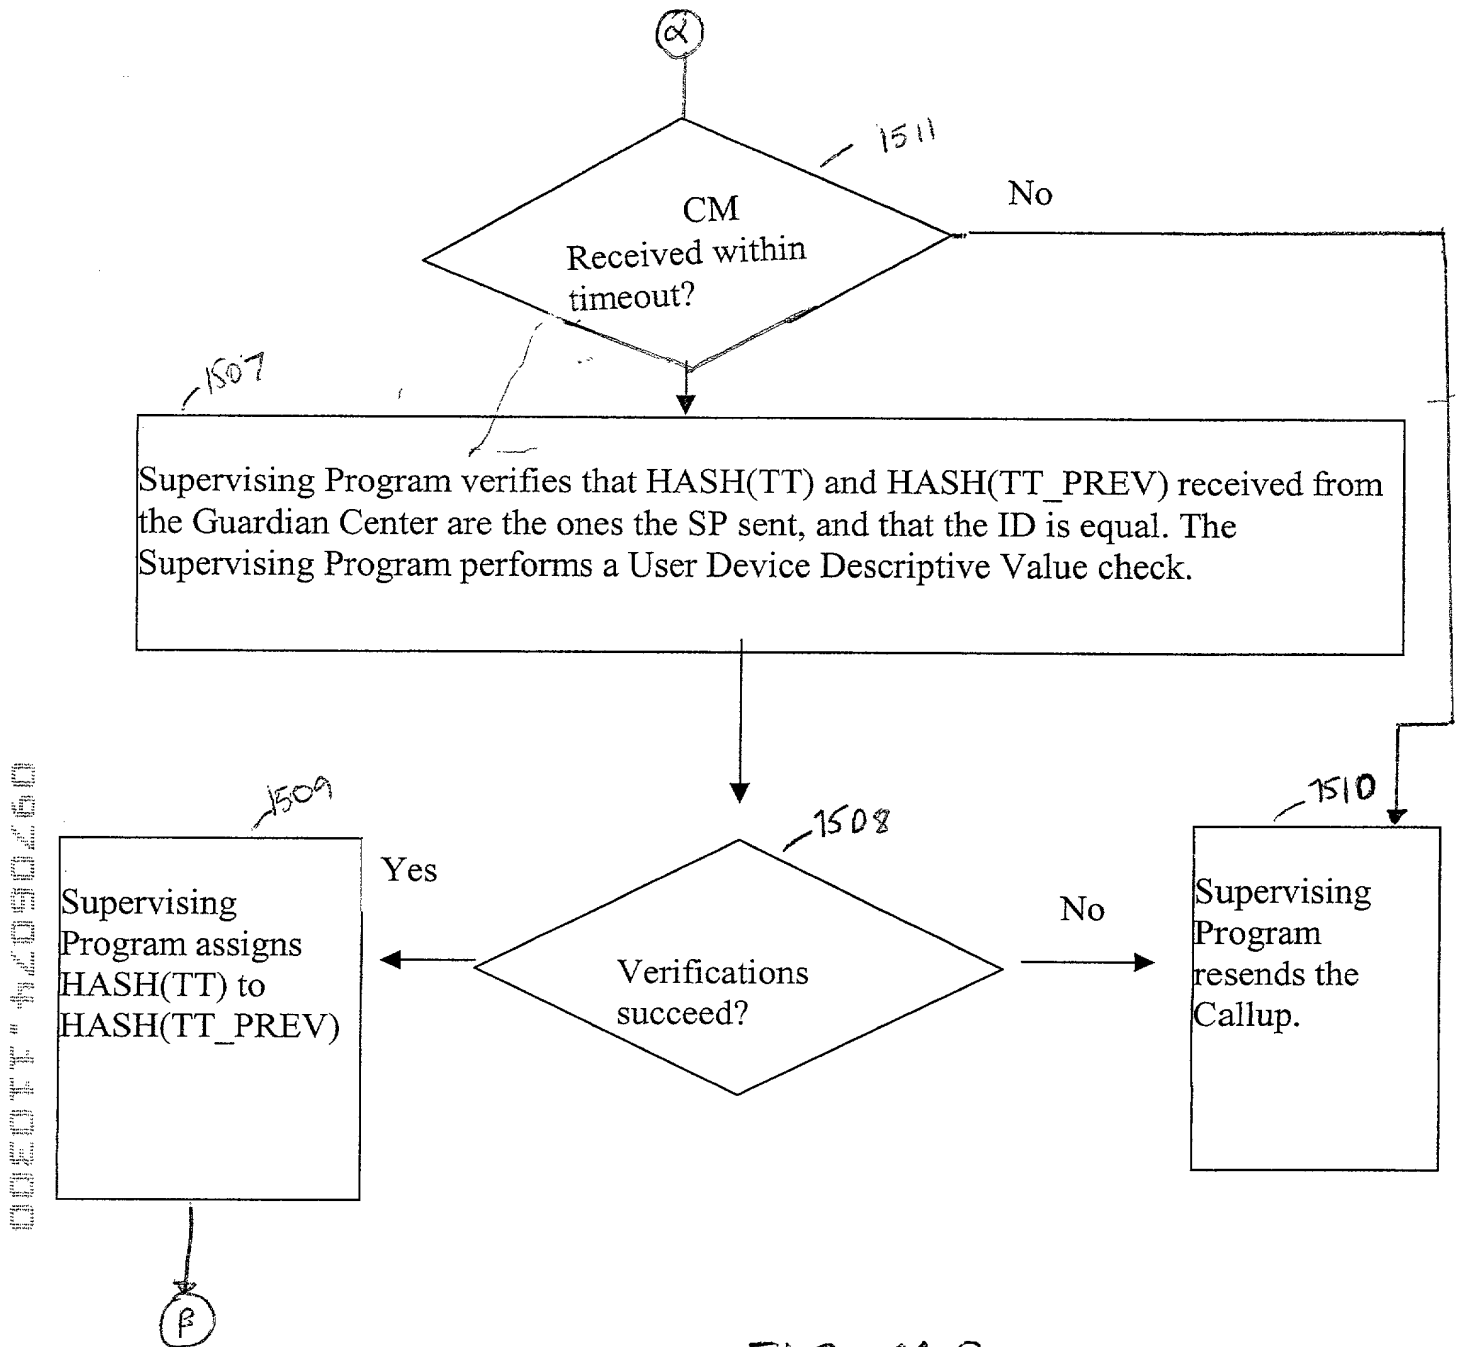 α
1511
CM
Received within
timeout?
No
1507
Supervising Program verifies that HASH(TT) and HASH(TT_PREV) received from
the Guardian Center are the ones the SP sent, and that the ID is equal. The
Supervising Program performs a User Device Descriptive Value check.
1509
1508
1510
Yes
No
Supervising
Program assigns
HASH(TT) to
HASH(TT_PREV)
Verifications
succeed?
Supervising
Program
resends the
Callup.
β